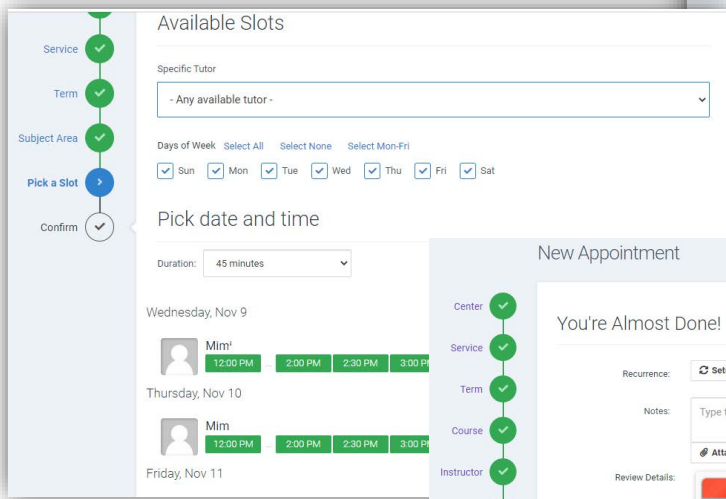 Available Slots
Service
Specific Tutor
Term
- Any available tutor -
Subject Area
Days of Week Select All Select None Select Mon-Fri
Sun Mon Tue Wed Thu Fri Sat
Pick a Slot
Pick date and time
Confirm
Duration: 45 minutes
Wednesday, Nov 9
Mim
12:00 PM ... 2:00 PM 2:30 PM 3:00 P
Thursday, Nov 10
Mim
12:00 PM ... 2:00 PM 2:30 PM 3:00 P
Friday, Nov 11
New Appointment
Center
You're Almost Done!
Service
Recurrence: Set
Term
Notes: Type t
Course
Atta
Instructor
Review Details: